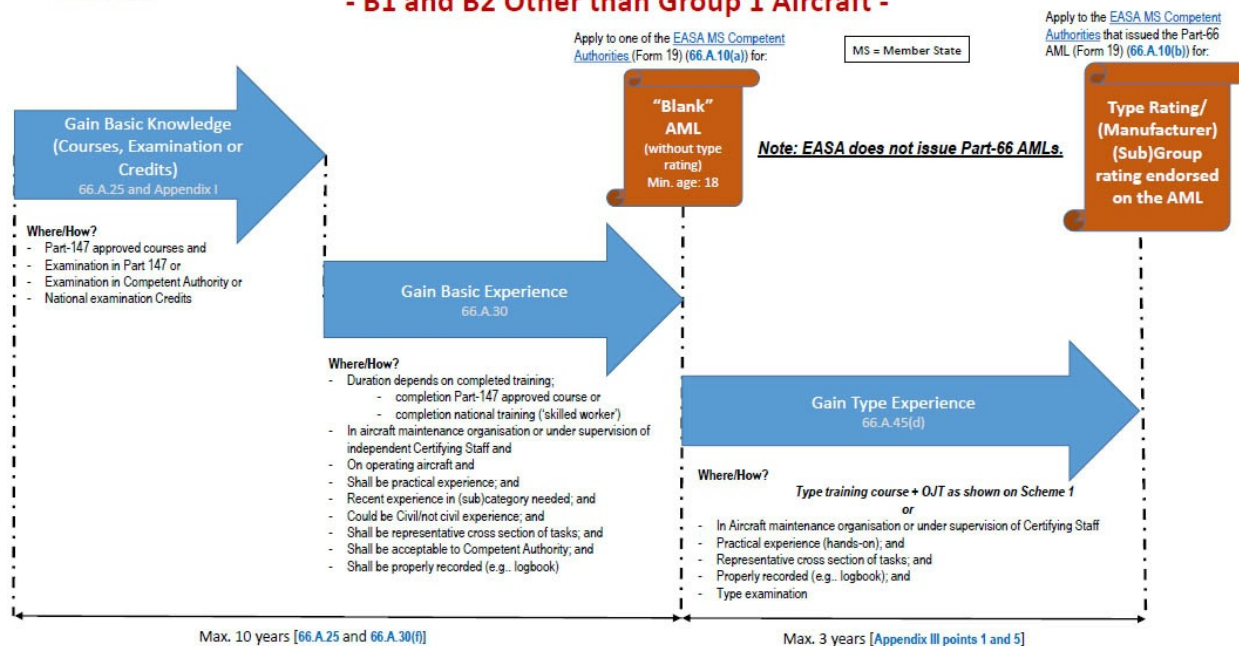 - B1 and B2 Other than Group 1 Aircraft -
Apply to one of the EASA MS Competent
Authorities (Form 19) (66.A.10(a)) for:
MS = Member State
Apply to the EASA MS Competent
Authorities that issued the Part-66
AML (Form 19) (66.A.10(b)) for:
Gain Basic Knowledge
(Courses, Examination or
Credits)
66.A.25 and Appendix I
“Blank”
AML
(without type
rating)
Min. age: 18
Note: EASA does not issue Part-66 AMLs.
Type Rating/
(Manufacturer)
(Sub)Group
rating endorsed
on the AML
Where/How?
- Part-147 approved courses and
- Examination in Part 147 or
- Examination in Competent Authority or
- National examination Credits
Gain Basic Experience
66.A.30
Where/How?
- Duration depends on completed training;
- completion Part-147 approved course or
- completion national training (‘skilled worker’)
- In aircraft maintenance organisation or under supervision of
independent Certifying Staff and
- On operating aircraft and
- Shall be practical experience; and
- Recent experience in (sub)category needed; and
- Could be Civil/not civil experience; and
- Shall be representative cross section of tasks; and
- Shall be acceptable to Competent Authority; and
- Shall be properly recorded (e.g.. logbook)
Gain Type Experience
66.A.45(d)
Where/How?
Type training course + OJT as shown on Scheme 1
or
- In Aircraft maintenance organisation or under supervision of Certifying Staff
- Practical experience (hands-on); and
- Representative cross section of tasks; and
- Properly recorded (e.g.. logbook); and
- Type examination
Max. 10 years [66.A.25 and 66.A.30(f)]
Max. 3 years [Appendix III points 1 and 5]